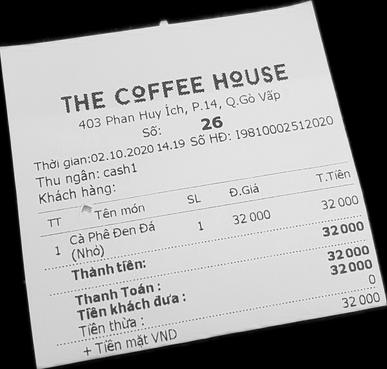 THE COFFEE HOUSE
403 Phan Huy Ích, P.14, Q.Gò Vấp
Số: 26
Thời gian:02.10.2020 14.19 Số HĐ: 19810002512020
Thu ngân: cash1
Khách hàng:
TT Tên món SL Đ.Giá T.Tiền
1 Cà Phê Đen Đá 1 32 000 32 000
(Nhỏ)
Thành tiền: 32 000
Thanh Toán : 32 000
Tiền khách đưa : 32 000
Tiền thừa : 0
+ Tiền mặt VND 32 000